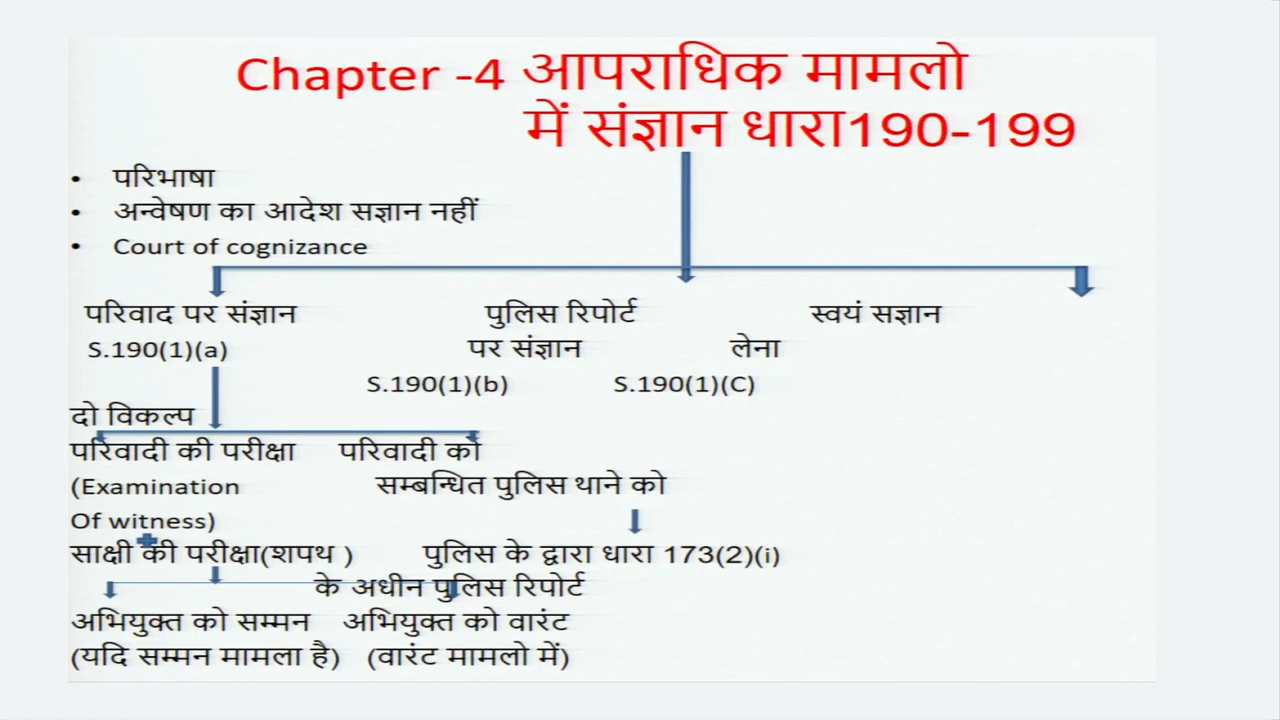 Chapter -4 आपराधिक मामलो
में संज्ञान धारा190-199
• परिभाषा
• अन्वेषण का आदेश सज्ञान नहीं
• Court of cognizance
परिवाद पर संज्ञान पुलिस रिपोर्ट स्वयं सज्ञान
S.190(1)(a) पर संज्ञान लेना
S.190(1)(b) S.190(1)(C)
दो विकल्प
परिवादी की परीक्षा परिवादी को
(Examination सम्बन्धित पुलिस थाने को
Of witness)
साक्षी की परीक्षा(शपथ ) पुलिस के द्वारा धारा 173(2)(i)
के अधीन पुलिस रिपोर्ट
अभियुक्त को सम्मन अभियुक्त को वारंट
(यदि सम्मन मामला है) (वारंट मामलो में)